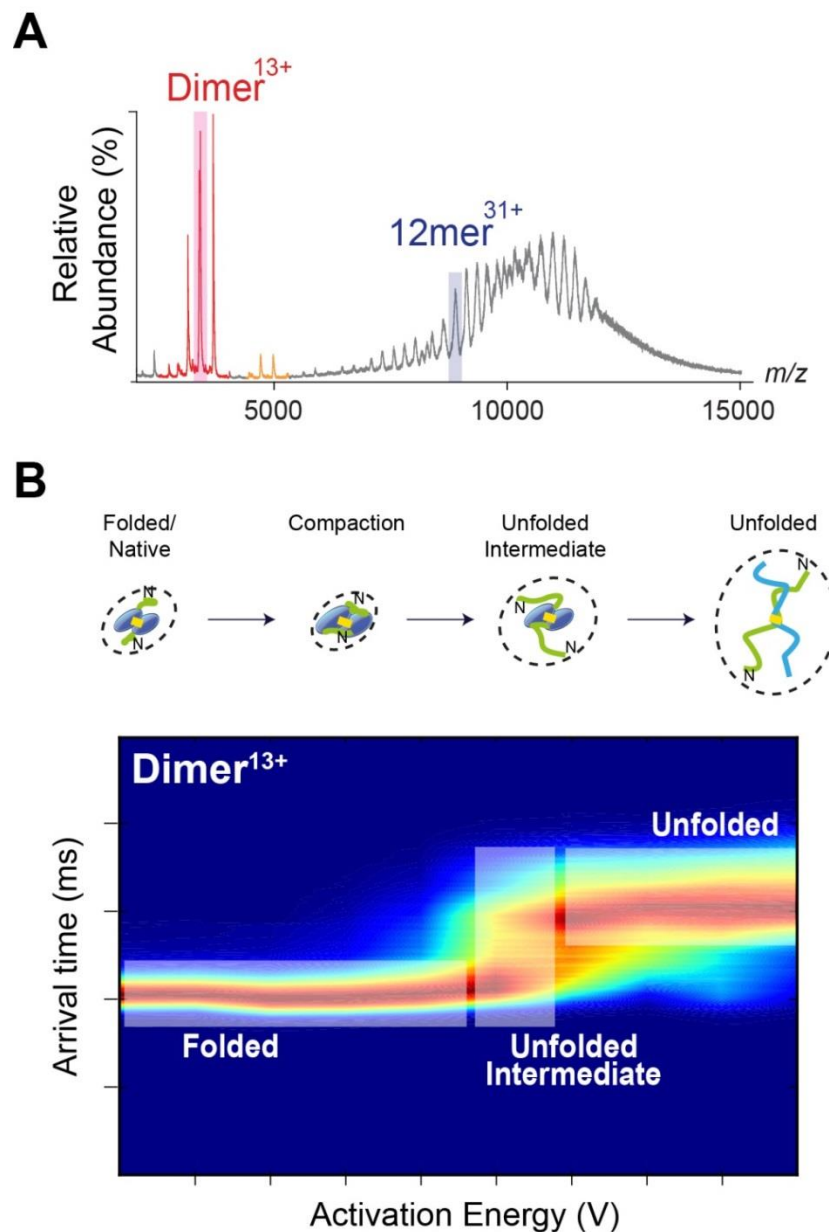 A
Dimer13+
12mer31+
Relative
Abundance (%)
m/z
5000
10000
15000
B
Folded/
Native
Compaction
Unfolded
Intermediate
Unfolded
N
N
N
N
N
N
N
N
Dimer13+
Unfolded
Folded
Unfolded
Intermediate
Arrival time (ms)
Activation Energy (V)